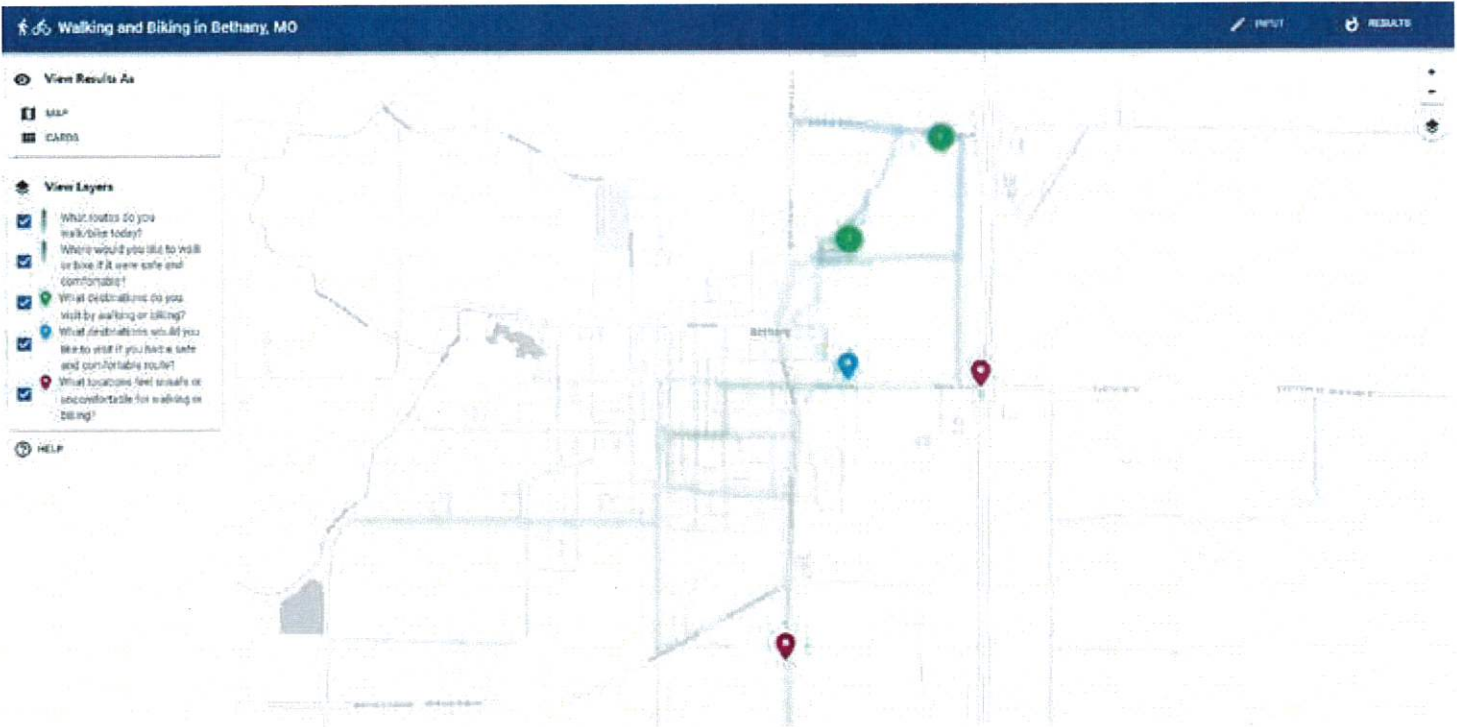 Walking and Biking in Bethany, MO
INPUT
RESULTS
View Results As
MAP
CARDS
View Layers
What routes do you
walk/bike today?
Where would you like to walk
or bike if it were safe and
comfortable?
What destinations do you
visit by walking or biking?
What destinations would you
like to visit if you had a safe
and comfortable route?
What locations feel unsafe or
uncomfortable for walking or
biking?
HELP
Bethany
+
-